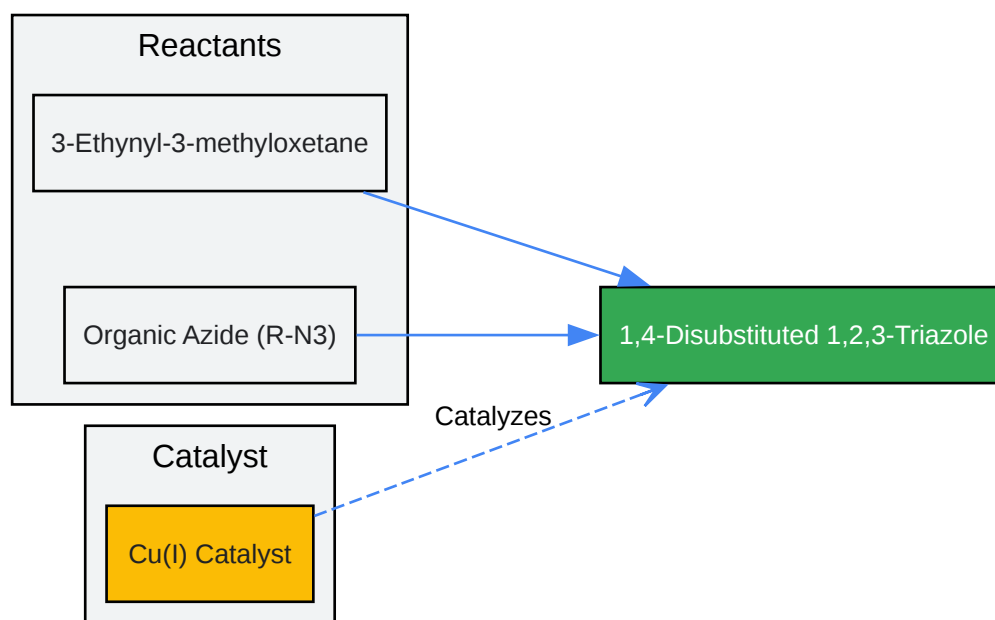 Reactants
3-Ethynyl-3-methyloxetane
Organic Azide (R-N3)
1,4-Disubstituted 1,2,3-Triazole
Catalyzes
Catalyst
Cu(I) Catalyst